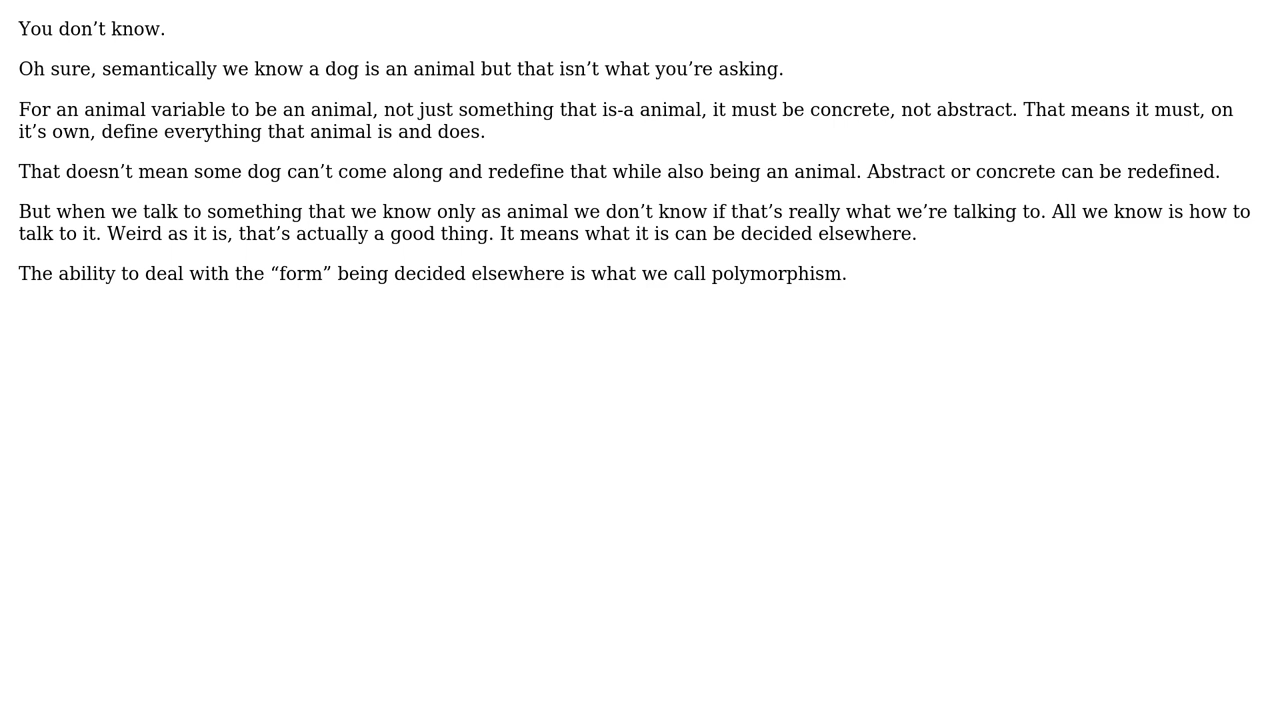 You don’t know.
Oh sure, semantically we know a dog is an animal but that isn’t what you’re asking.
For an animal variable to be an animal, not just something that is-a animal, it must be concrete, not abstract. That means it must, on
it’s own, define everything that animal is and does.
That doesn’t mean some dog can’t come along and redefine that while also being an animal. Abstract or concrete can be redefined.
But when we talk to something that we know only as animal we don’t know if that’s really what we’re talking to. All we know is how to
talk to it. Weird as it is, that’s actually a good thing. It means what it is can be decided elsewhere.
The ability to deal with the “form” being decided elsewhere is what we call polymorphism.